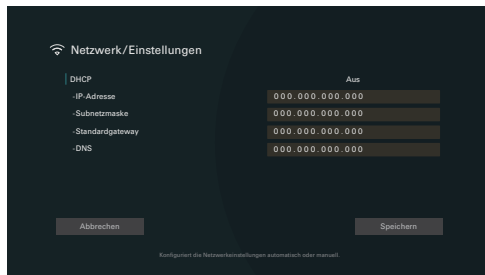 Netzwerk/Einstellungen
DHCP Aus
-IP-Adresse 000.000.000.000
-Subnetzmaske 000.000.000.000
-Standardgateway 000.000.000.000
-DNS 000.000.000.000
Abbrechen Speichern
Konfiguriert die Netzwerkeinstellungen automatisch oder manuell.